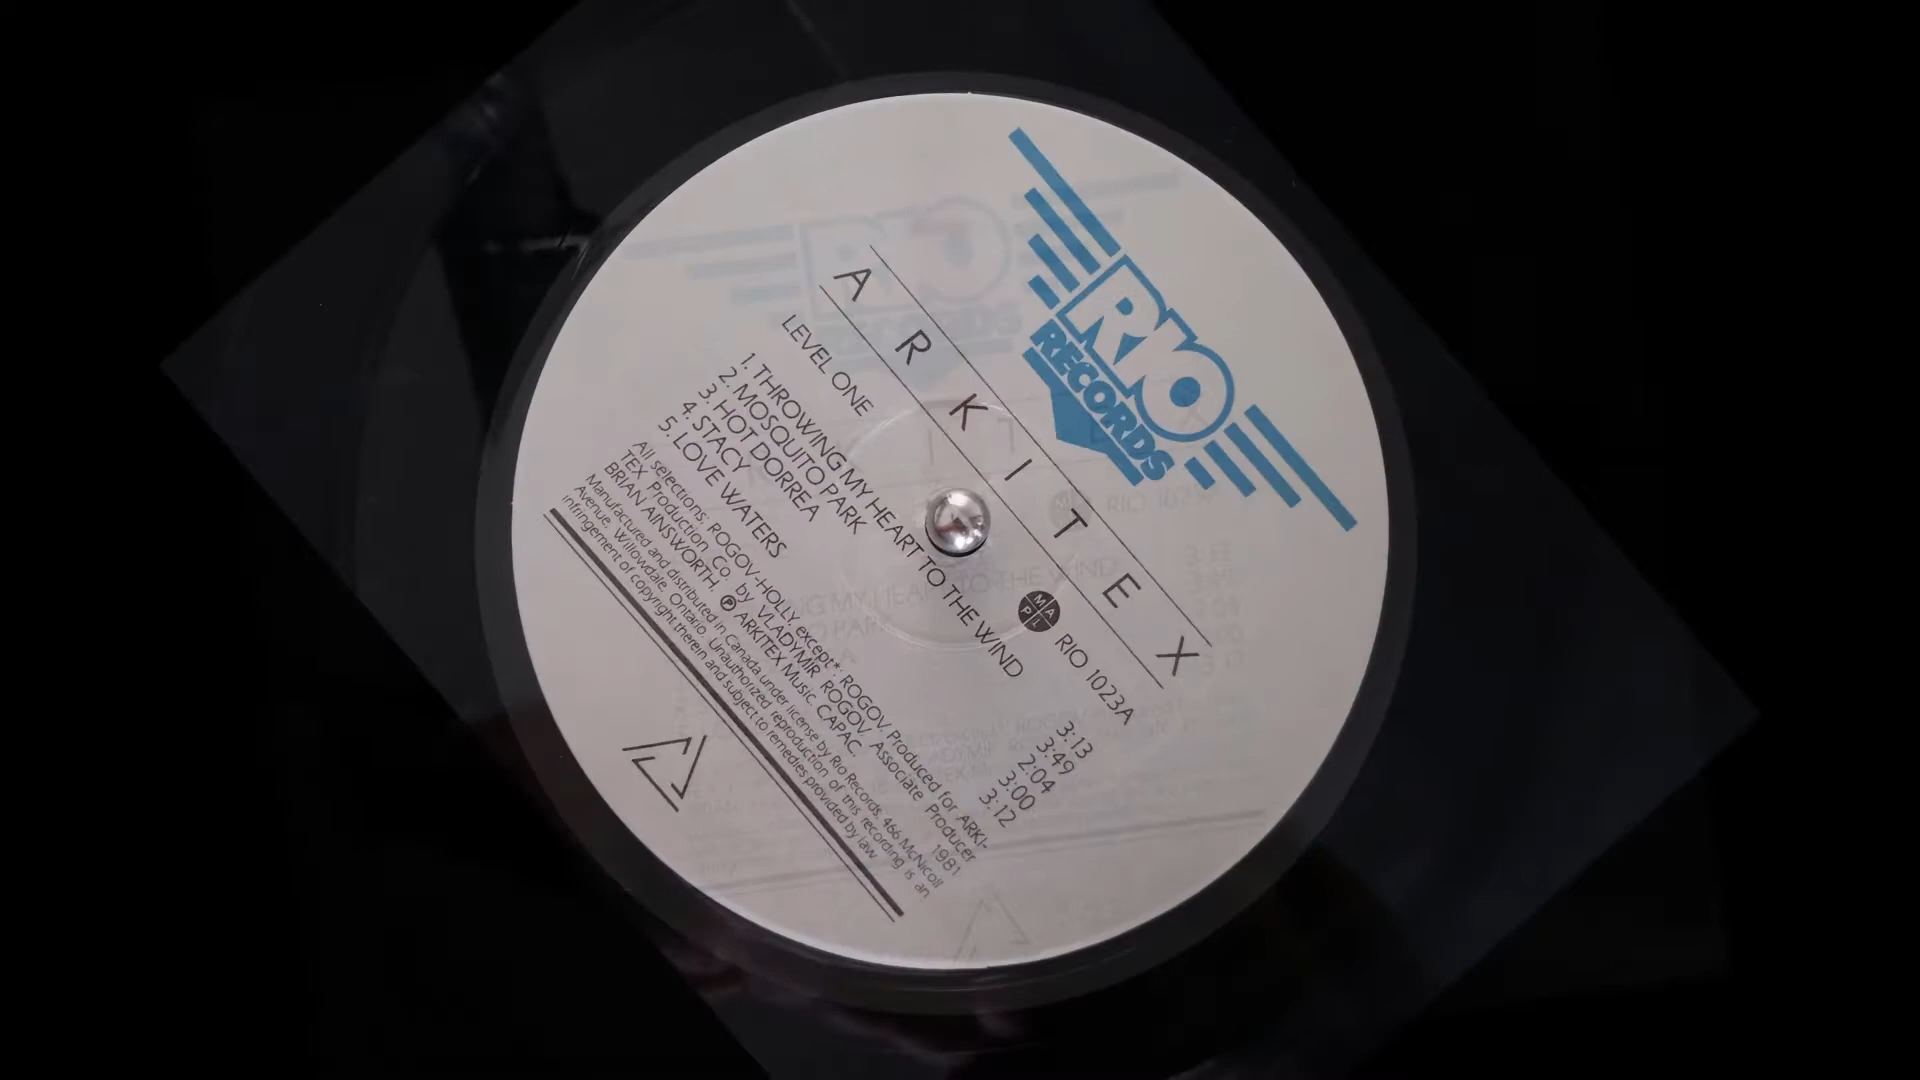 RIO
RECORDS
ARKITEX
LEVEL ONE
MAPL
RIO 1023A
1. THROWING MY HEART TO THE WIND 3:13
2. MOSQUITO PARK 3:49
3. HOT DORREA 2:04
4. STACY 3:00
5. LOVE WATERS 3:12
All selections: ROGOV-HOLLY, except*: ROGOV. Produced for ARKI-
TEX Production Co. by VLADYMIR ROGOV. Associate Producer
BRIAN AINSWORTH. ℗ ARKITEX Music. CAPAC. 1981
Manufactured and distributed in Canada under license by Rio Records, 466 McNicoll
Avenue, Willowdale, Ontario. Unauthorized reproduction of this recording is an
infringement of copyright therein and subject to remedies provided by law